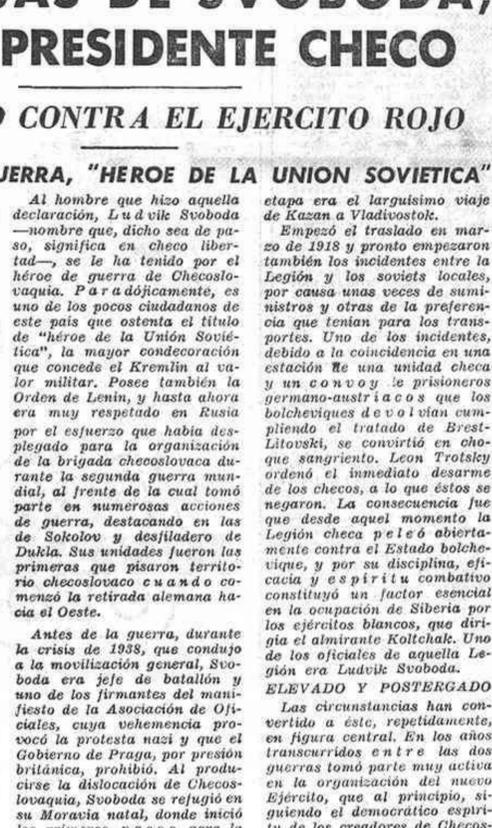 SAS DE SVOBODA,
PRESIDENTE CHECO
O CONTRA EL EJERCITO ROJO
UERRA, "HEROE DE LA UNION SOVIETICA"
Al hombre que hizo aquella
declaración, Ludvik Svoboda
—nombre que, dicho sea de pa-
so, significa en checo liber-
tad—, se le ha tenido por el
héroe de guerra de Checoslo-
vaquia. Paradójicamente, es
uno de los pocos ciudadanos de
este país que ostenta el título
de "héroe de la Unión Sovié-
tica", la mayor condecoración
que concede el Kremlin al va-
lor militar. Posee también la
Orden de Lenin, y hasta ahora
era muy respetado en Rusia
por el esfuerzo que había des-
plegado para la organización
de la brigada checoslovaca du-
rante la segunda guerra mun-
dial, al frente de la cual tomó
parte en numerosas acciones
de guerra, destacando en las
de Sokolov y desfiladero de
Dukla. Sus unidades fueron las
primeras que pisaron territo-
rio checoslovaco cuando co-
menzó la retirada alemana ha-
cia el Oeste.
Antes de la guerra, durante
la crisis de 1938, que condujo
a la movilización general, Svo-
boda era jefe de batallón y
uno de los firmantes del mani-
fiesto de la Asociación de Ofi-
ciales, cuya vehemencia pro-
vocó la protesta nazi y que el
Gobierno de Praga, por presión
británica, prohibió. Al produ-
cirse la dislocación de Checos-
lovaquia, Svoboda se refugió en
su Moravia natal, donde inició
etapa era el larguísimo viaje
de Kazan a Vladivostok.
Empezó el traslado en mar-
zo de 1918 y pronto empezaron
también los incidentes entre la
Legión y los soviets locales,
por causa unas veces de sumi-
nistros y otras de la preferen-
cia que tenían para los trans-
portes. Uno de los incidentes,
debido a la coincidencia en una
estación de una unidad checa
y un convoy de prisioneros
germano-austriacos que los
bolcheviques devolvían cum-
pliendo el tratado de Brest-
Litovski, se convirtió en cho-
que sangriento. Leon Trotsky
ordenó el inmediato desarme
de los checos, a lo que éstos se
negaron. La consecuencia fue
que desde aquel momento la
Legión checa peleó abierta-
mente contra el Estado bolche-
vique, y por su disciplina, efi-
cacia y espíritu combativo
constituyó un factor esencial
en la ocupación de Siberia por
los ejércitos blancos, que diri-
gía el almirante Koltchak. Uno
de los oficiales de aquella Le-
gión era Ludvik Svoboda.
ELEVADO Y POSTERGADO
Las circunstancias han con-
vertido a éste, repetidamente,
en figura central. En los años
transcurridos entre las dos
guerras tomó parte muy activa
en la organización del nuevo
Ejército, que al principio, si-
guiendo el democrático espíri-
tu de los creadores de Checos-